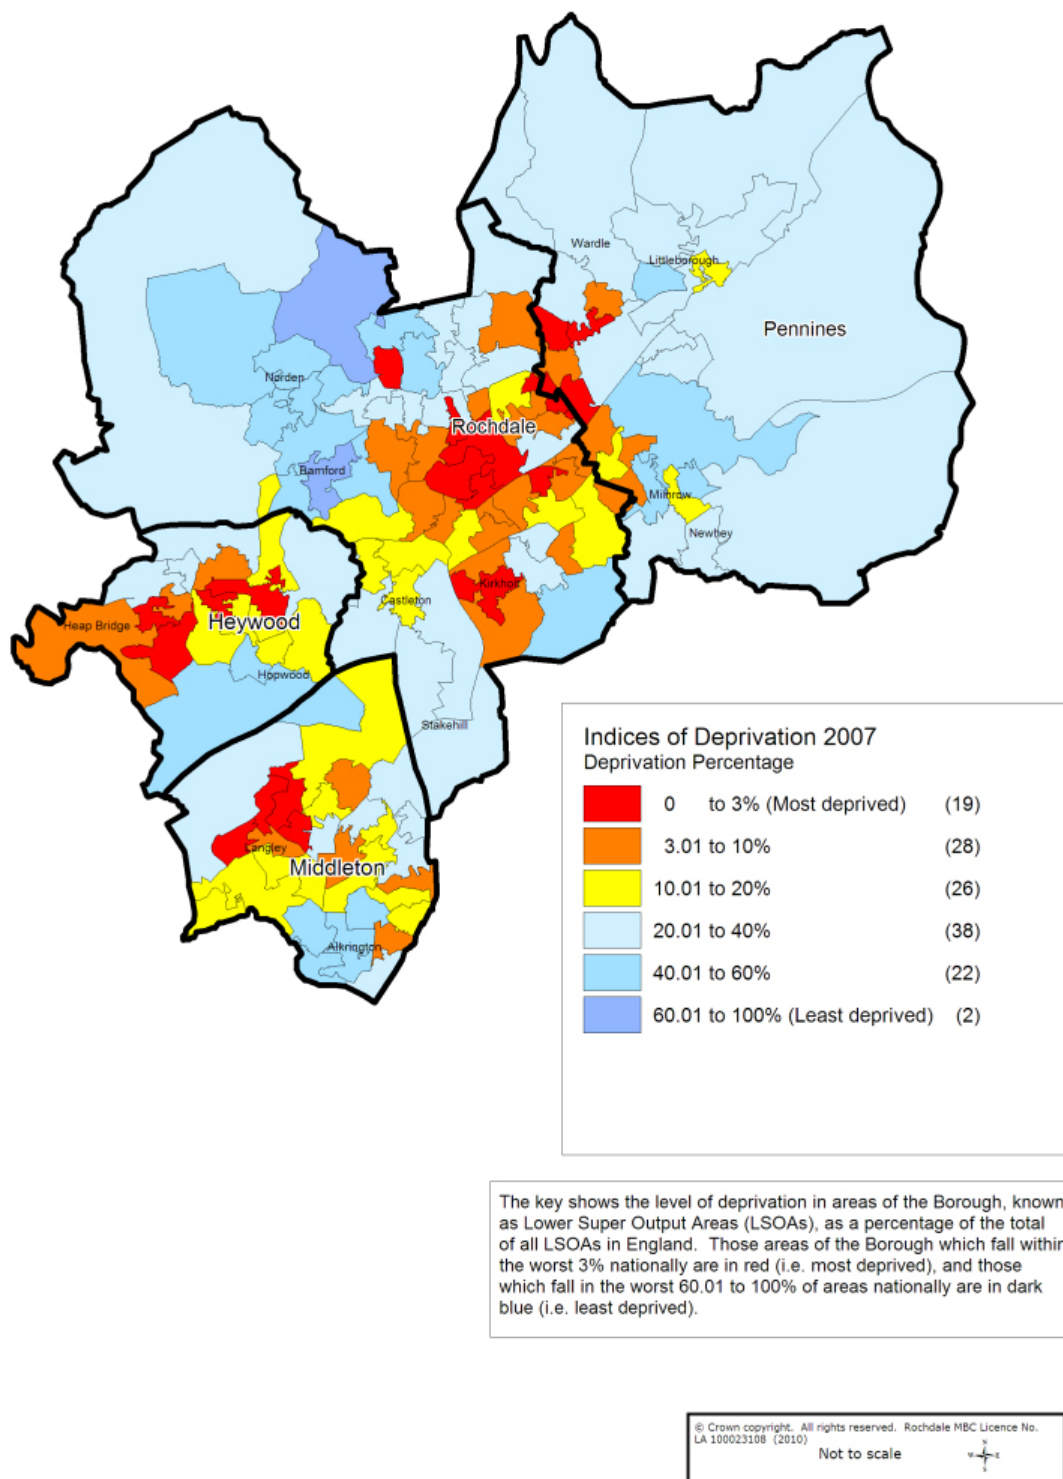 Wardle
Littleborough
Pennines
Norden
Rochdale
Bamford
Milnrow
Newhey
Kirkholt
Castleton
Heap Bridge
Heywood
Hopwood
Stakehill
Langley
Middleton
Alkrington
Indices of Deprivation 2007
Deprivation Percentage
0 to 3% (Most deprived) (19)
3.01 to 10% (28)
10.01 to 20% (26)
20.01 to 40% (38)
40.01 to 60% (22)
60.01 to 100% (Least deprived) (2)
The key shows the level of deprivation in areas of the Borough, known
as Lower Super Output Areas (LSOAs), as a percentage of the total
of all LSOAs in England. Those areas of the Borough which fall within
the worst 3% nationally are in red (i.e. most deprived), and those
which fall in the worst 60.01 to 100% of areas nationally are in dark
blue (i.e. least deprived).
© Crown copyright. All rights reserved. Rochdale MBC Licence No.
LA 100023108 (2010)
Not to scale
N
W E
S